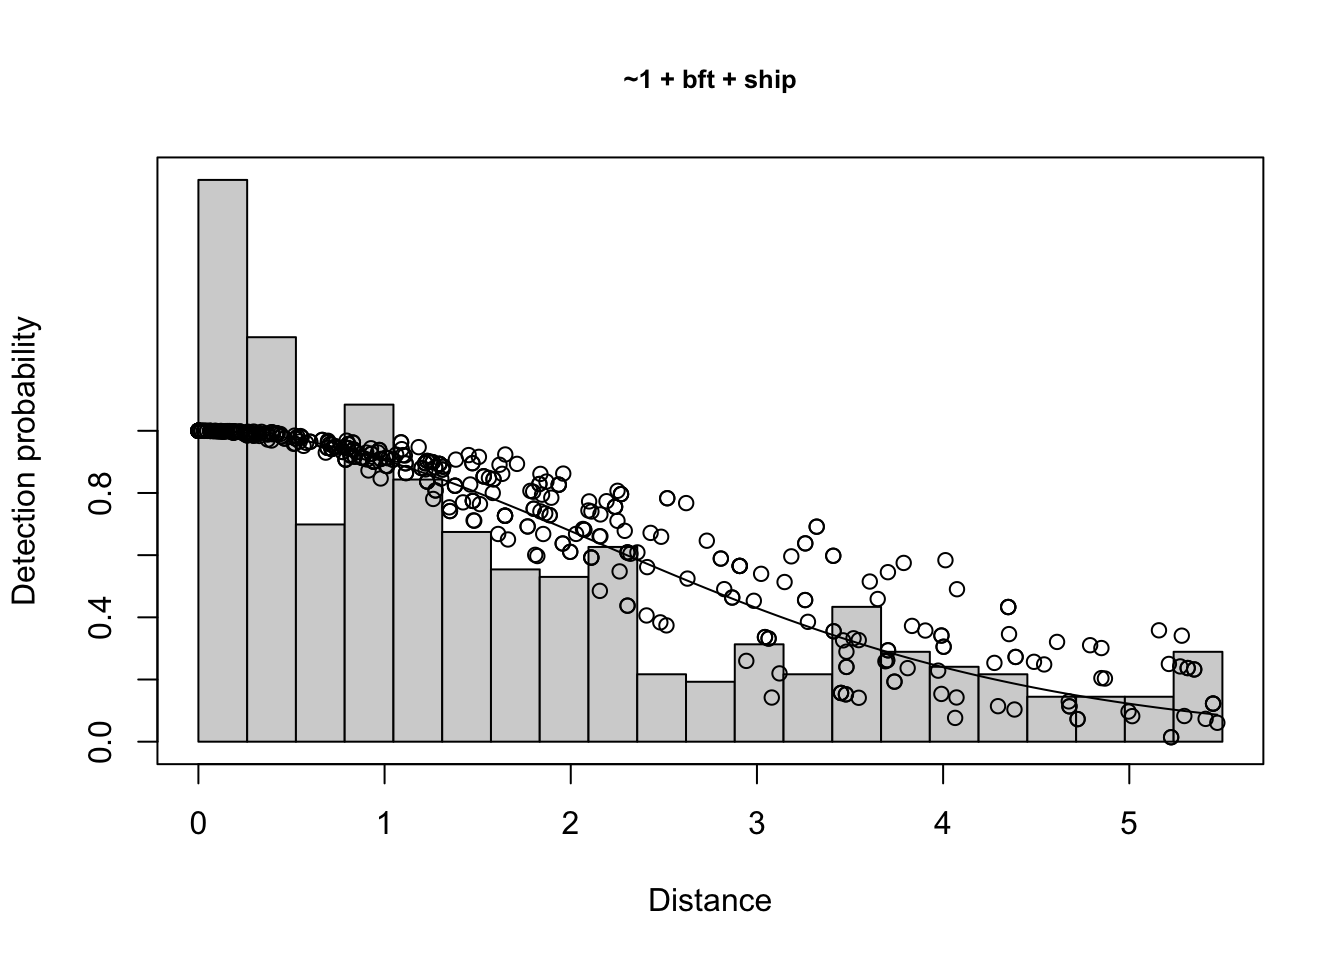 ~1 + bft + ship
Detection probability
0.8
0.4
0.0
0 1 2 3 4 5
Distance